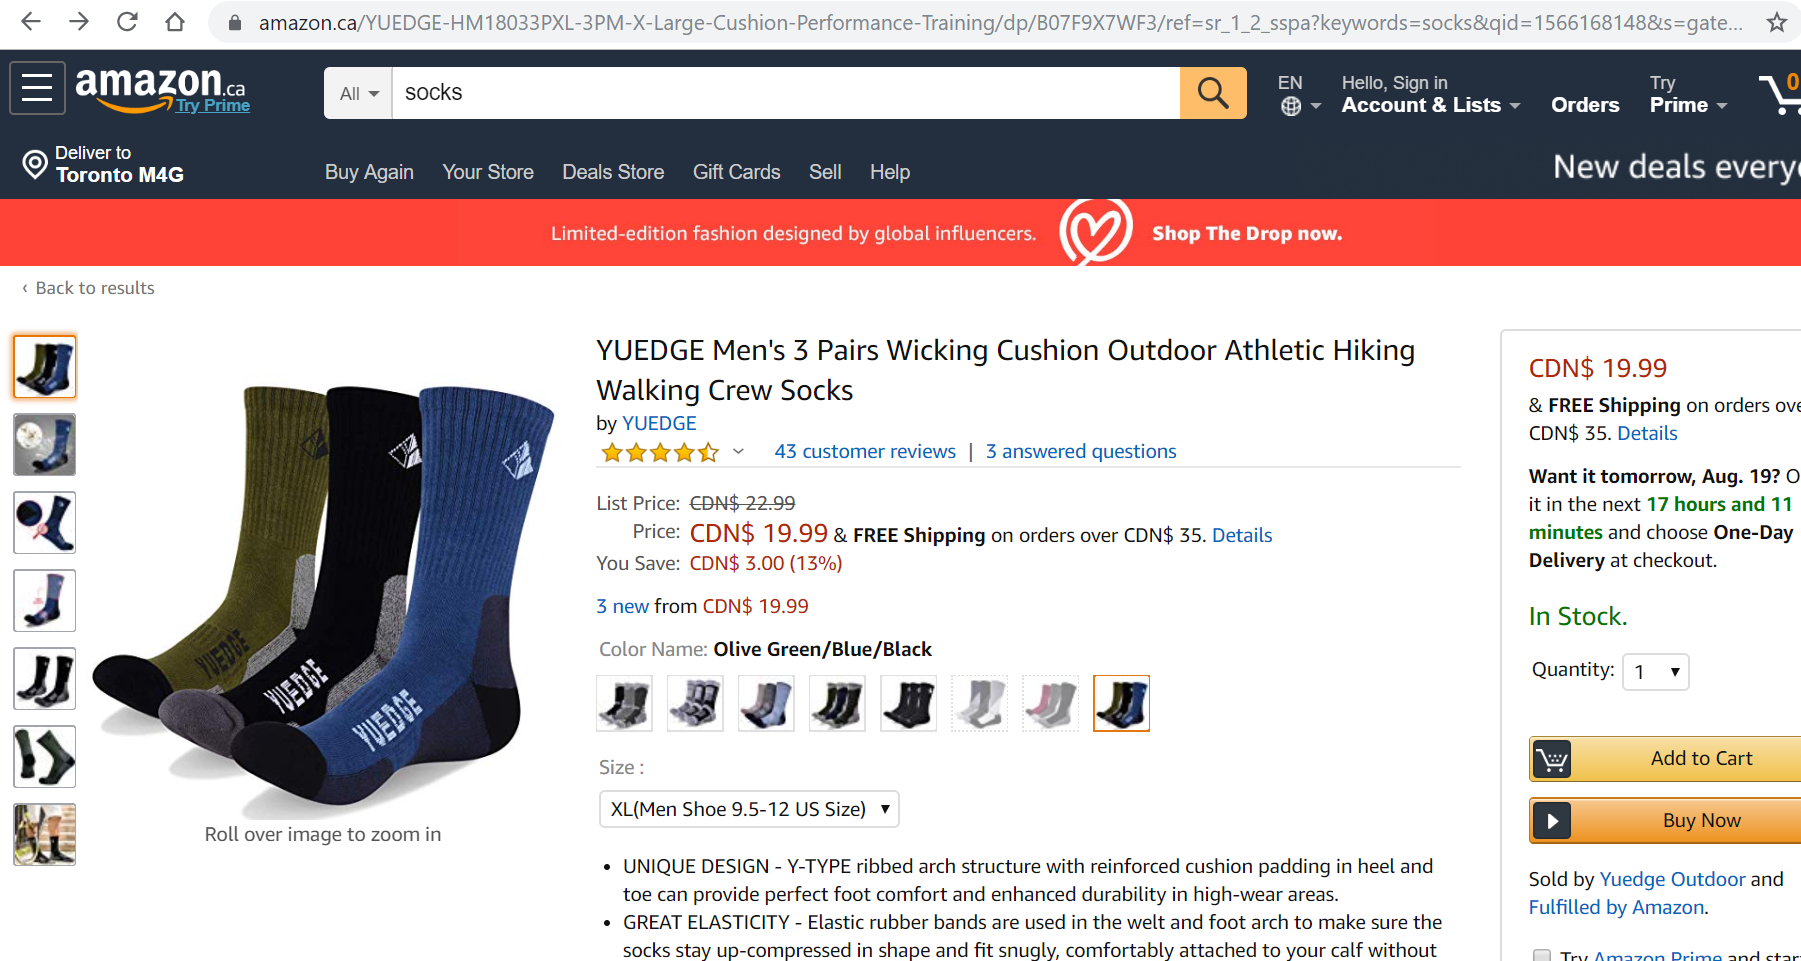 amazon.ca/YUEDGE-HM18033PXL-3PM-X-Large-Cushion-Performance-Training/dp/B07F9X7WF3/ref=sr_1_2_sspa?keywords=socks&qid=1566168148&s=gate...
amazon.ca
Try Prime
All
socks
EN
Hello, Sign in
Account & Lists
Orders
Try
Prime
0
Deliver to
Toronto M4G
Buy Again Your Store Deals Store Gift Cards Sell Help
New deals everyo
Limited-edition fashion designed by global influencers. Shop The Drop now.
‹ Back to results
YUEDGE
YUEDGE
YUEDGE
Roll over image to zoom in
YUEDGE Men's 3 Pairs Wicking Cushion Outdoor Athletic Hiking
Walking Crew Socks
by YUEDGE
43 customer reviews | 3 answered questions
List Price: CDN$ 22.99
Price: CDN$ 19.99 & FREE Shipping on orders over CDN$ 35. Details
You Save: CDN$ 3.00 (13%)
3 new from CDN$ 19.99
Color Name: Olive Green/Blue/Black
Size :
XL(Men Shoe 9.5-12 US Size)
• UNIQUE DESIGN - Y-TYPE ribbed arch structure with reinforced cushion padding in heel and
toe can provide perfect foot comfort and enhanced durability in high-wear areas.
• GREAT ELASTICITY - Elastic rubber bands are used in the welt and foot arch to make sure the
socks stay up-compressed in shape and fit snugly, comfortably attached to your calf without
CDN$ 19.99
& FREE Shipping on orders ove
CDN$ 35. Details
Want it tomorrow, Aug. 19? O
it in the next 17 hours and 11
minutes and choose One-Day
Delivery at checkout.
In Stock.
Quantity: 1
Add to Cart
Buy Now
Sold by Yuedge Outdoor and
Fulfilled by Amazon.
Try Amazon Prime and start